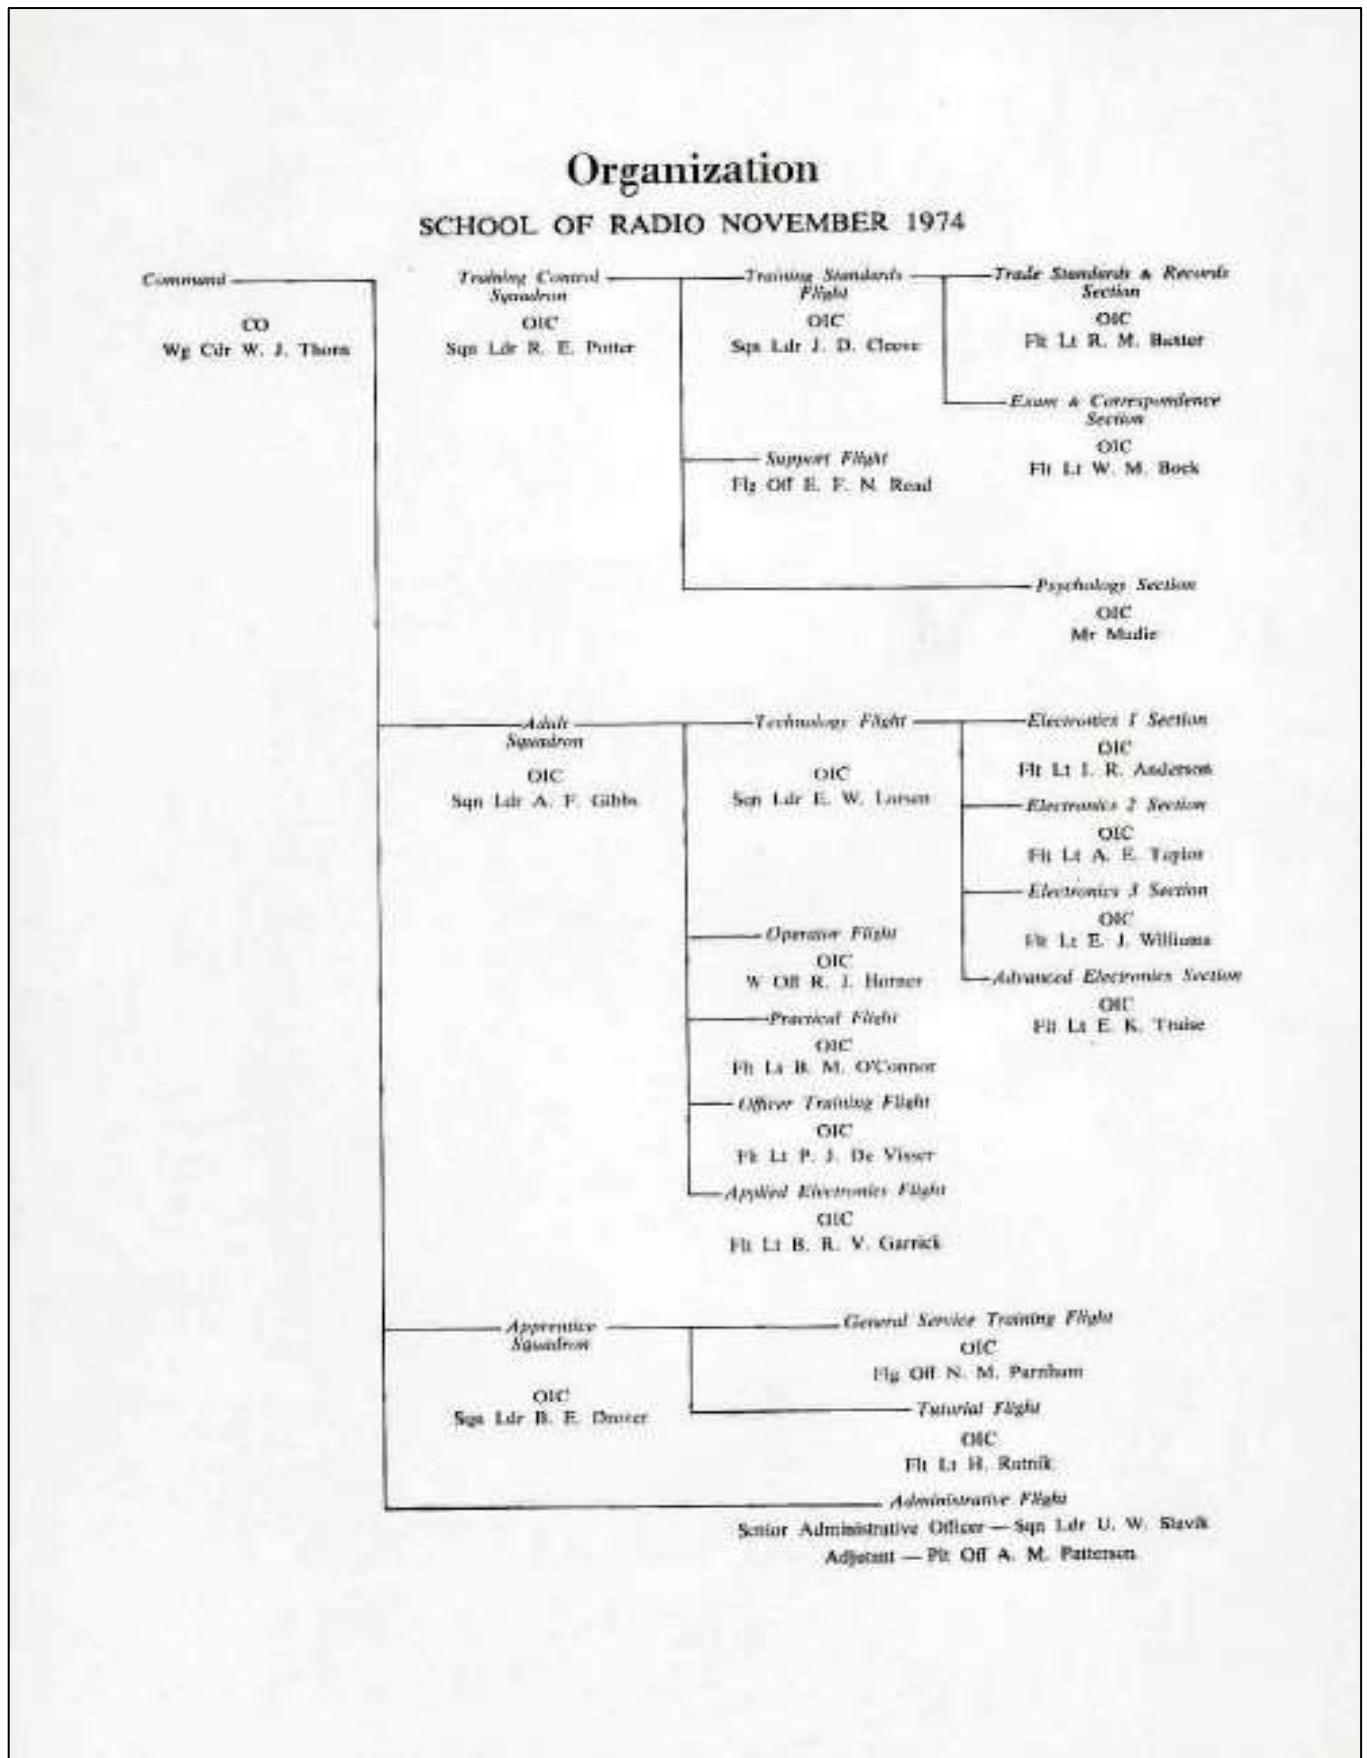 Organization
SCHOOL OF RADIO NOVEMBER 1974
Command
CO
Wg Cdr W. J. Thorn
Training Control
Squadron
OIC
Sqn Ldr R. E. Potter
Training Standards
Flight
OIC
Sqn Ldr J. D. Cleove
Trade Standards & Records
Section
OIC
Flt Lt R. M. Baxter
Exam & Correspondence
Section
OIC
Flt Lt W. M. Bock
Support Flight
Flg Off E. F. N. Read
Psychology Section
OIC
Mr Mudie
Adult
Squadron
OIC
Sqn Ldr A. F. Gibbs
Technology Flight
OIC
Sqn Ldr E. W. Larsen
Electronics 1 Section
OIC
Flt Lt I. R. Anderson
Electronics 2 Section
OIC
Flt Lt A. E. Taylor
Electronics 3 Section
OIC
Flt Lt E. J. Williams
Advanced Electronics Section
OIC
Flt Lt E. K.
Operator Flight
OIC
W Off R. J. Horner
Practical Flight
OIC
Flt Lt B. M. O'Connor
Officer Training Flight
OIC
Flt Lt P. J. De Visser
Applied Electronics Flight
OIC
Flt Lt B. R. V. Garrick
Apprentice
Squadron
OIC
Sqn Ldr B. E. Drover
General Service Training Flight
OIC
Flg Off N. M. Parnham
Tutorial Flight
OIC
Flt Lt H. Rutnik
Administrative Flight
Senior Administrative Officer — Sqn Ldr U. W. Slavik
Adjutant — Plt Off A. M. Patterson